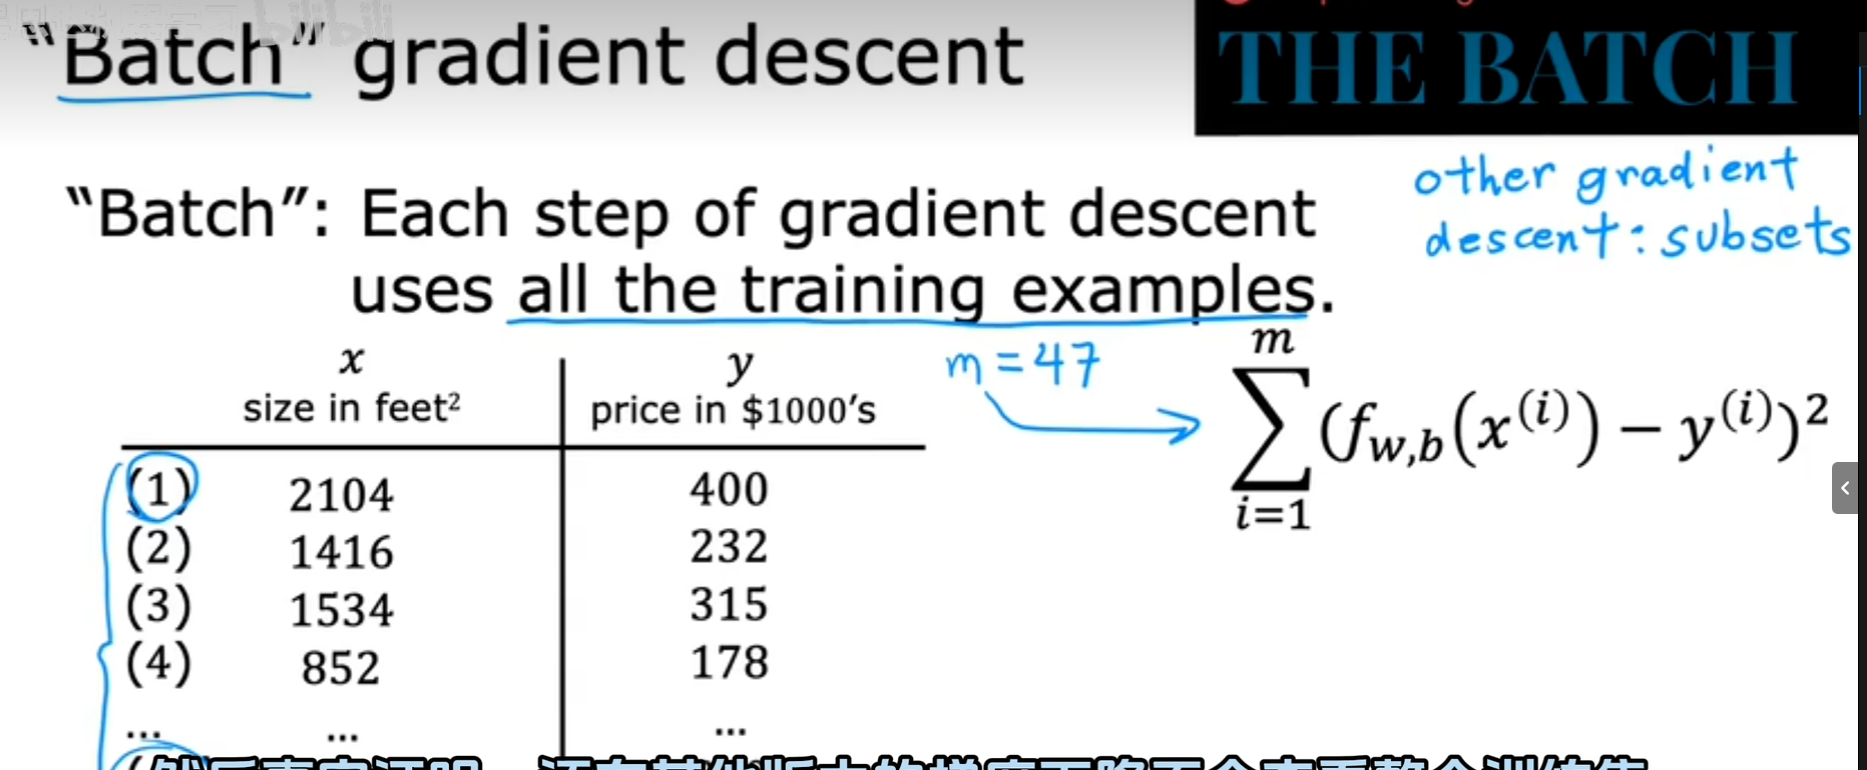 "Batch" gradient descent
bilibili
THE BATCH
other gradient
descent: subsets
"Batch": Each step of gradient descent
uses all the training examples.
x
size in feet²
y
price in $1000's
m = 47
m
∑ (f_{w,b}(x^{(i)}) − y^{(i)})²
i=1
(1) 2104 400
(2) 1416 232
(3) 1534 315
(4) 852 178
... ... ...